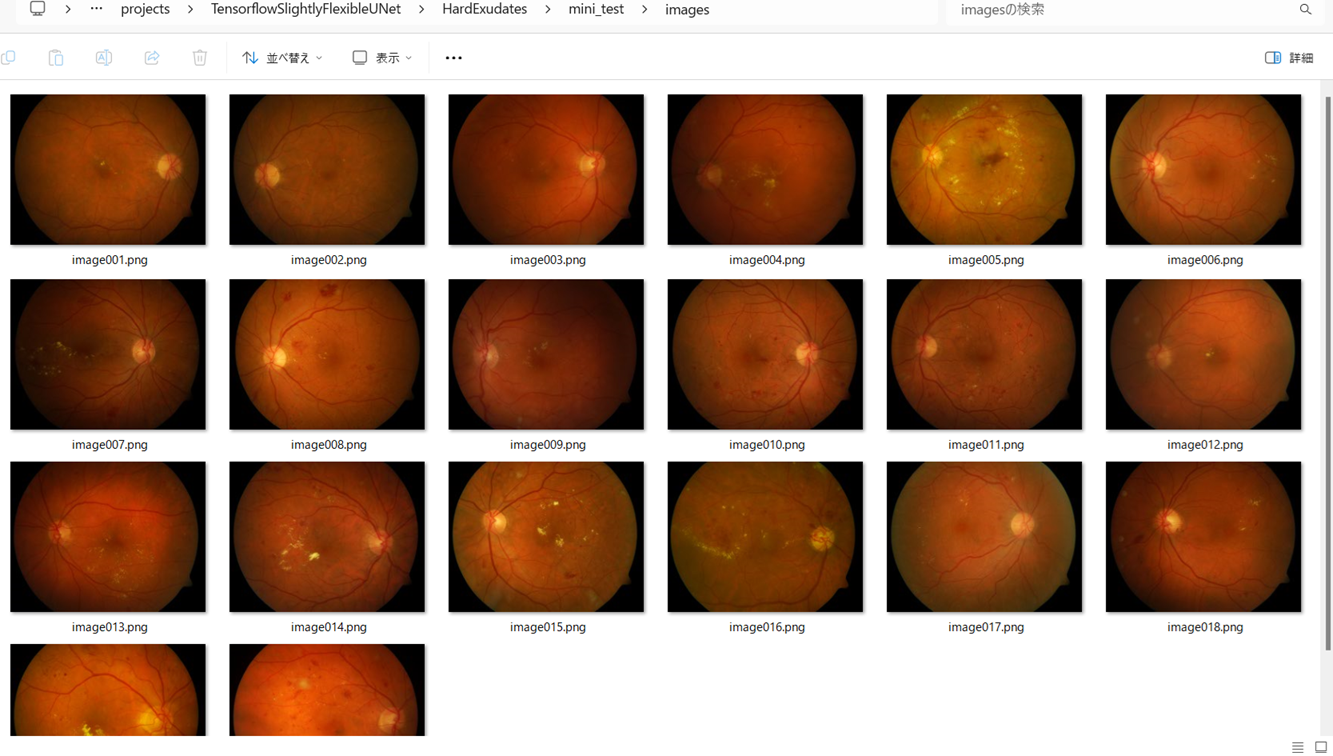 … projects TensorflowSlightlyFlexibleUNet HardExudates mini_test images
imagesの検索
並べ替え 表示 … 詳細
image001.png image002.png image003.png image004.png image005.png image006.png
image007.png image008.png image009.png image010.png image011.png image012.png
image013.png image014.png image015.png image016.png image017.png image018.png